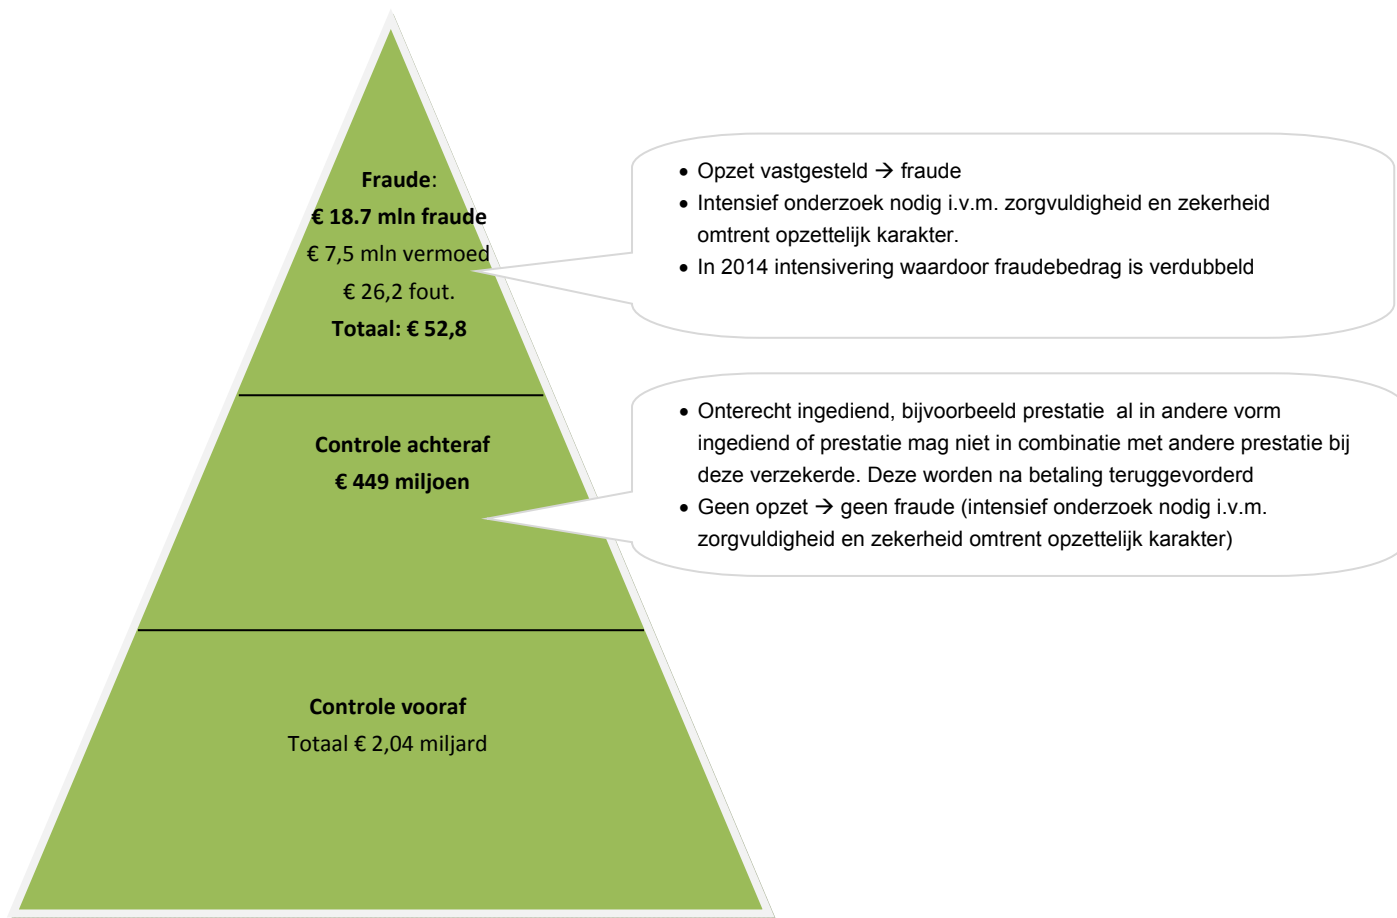 Fraude:
€ 18.7 mln fraude
€ 7,5 mln vermoed
€ 26,2 fout.
Totaal: € 52,8
• Opzet vastgesteld → fraude
• Intensief onderzoek nodig i.v.m. zorgvuldigheid en zekerheid
omtrent opzettelijk karakter.
• In 2014 intensivering waardoor fraudebedrag is verdubbeld
Controle achteraf
€ 449 miljoen
• Onterecht ingediend, bijvoorbeeld prestatie al in andere vorm
ingediend of prestatie mag niet in combinatie met andere prestatie bij
deze verzekerde. Deze worden na betaling teruggevorderd
• Geen opzet → geen fraude (intensief onderzoek nodig i.v.m.
zorgvuldigheid en zekerheid omtrent opzettelijk karakter)
Controle vooraf
Totaal € 2,04 miljard